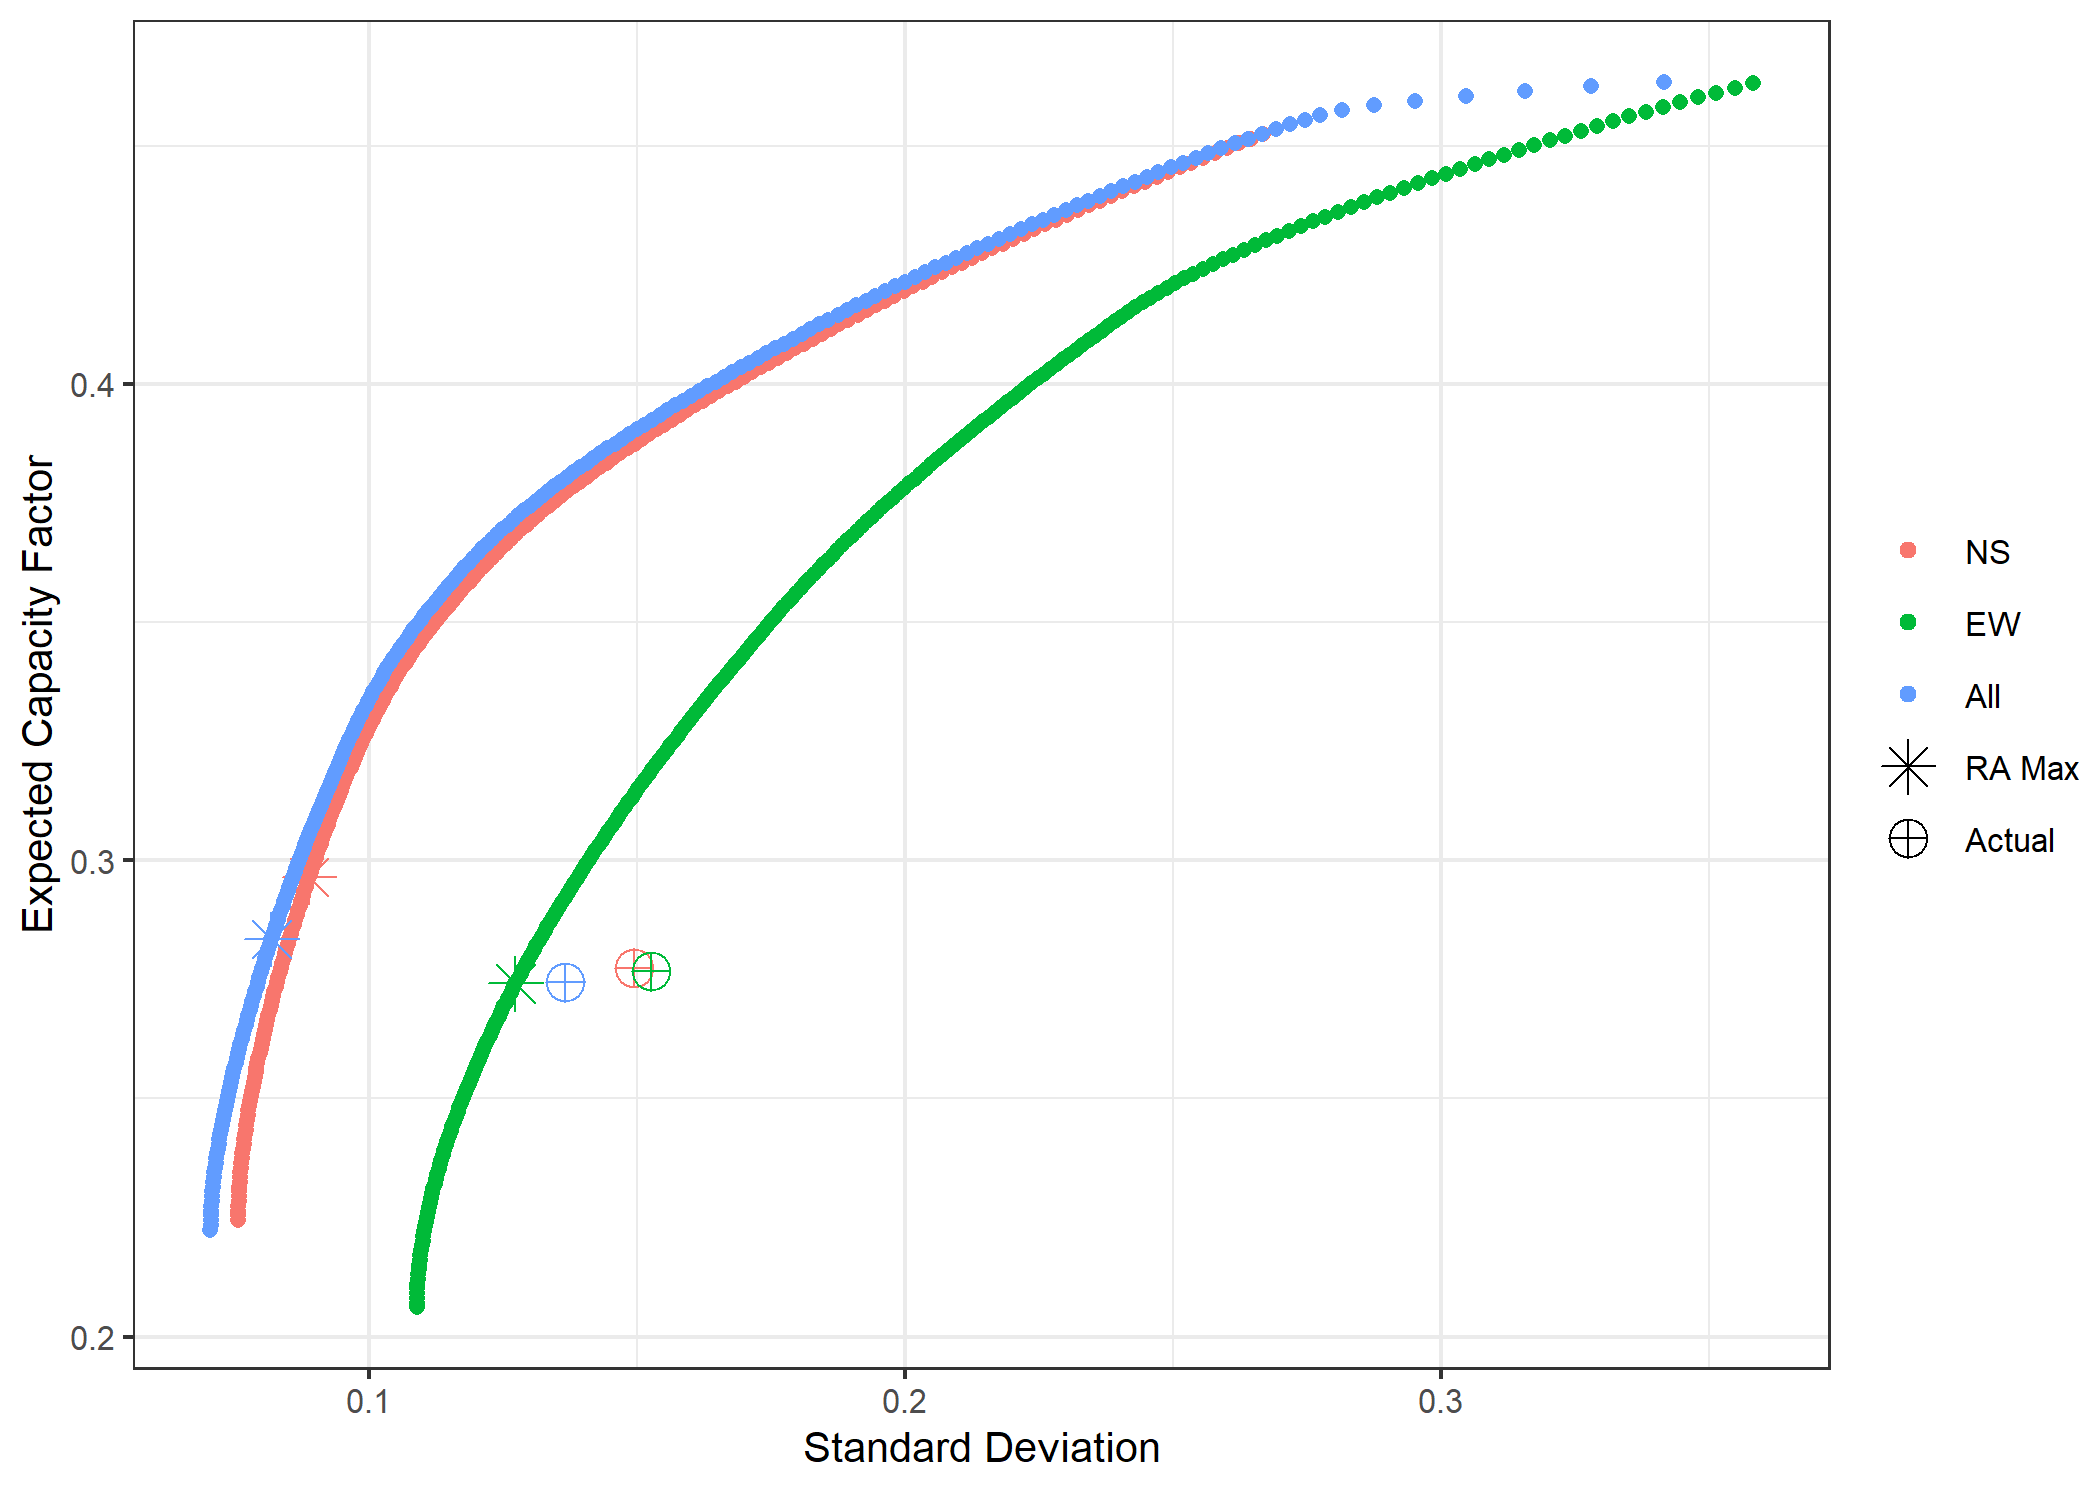 Expected Capacity Factor
0.4
0.3
0.2
0.1
0.2
0.3
Standard Deviation
NS
EW
All
RA Max
Actual